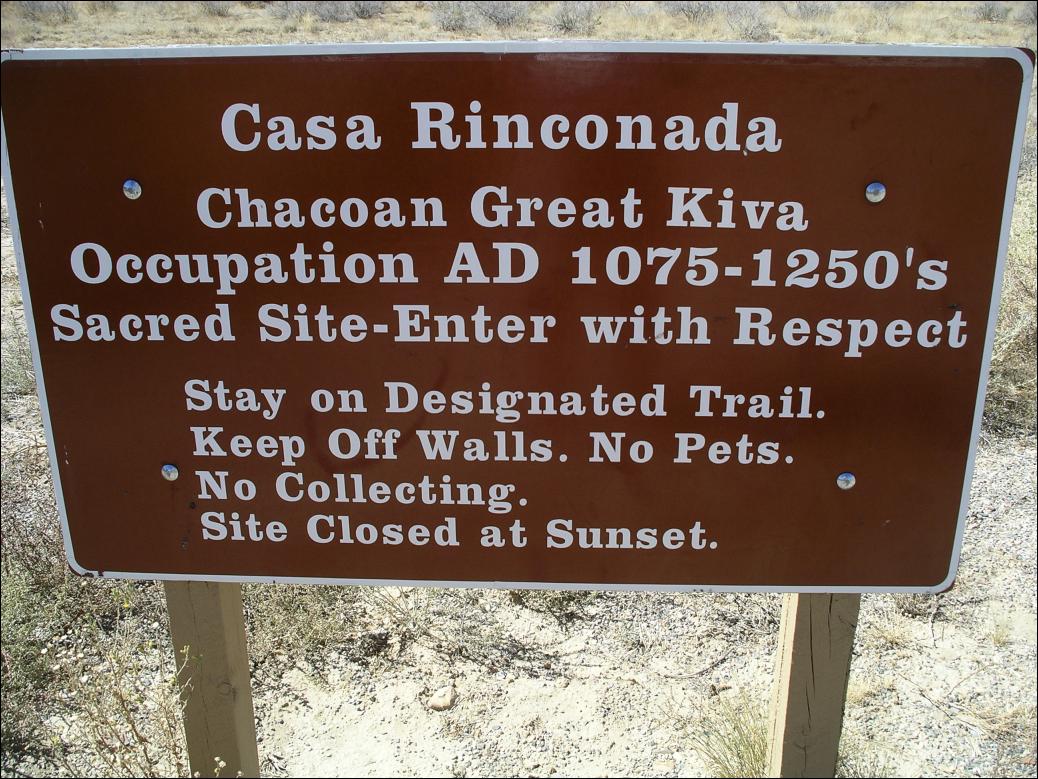 Casa Rinconada
Chacoan Great Kiva
Occupation AD 1075-1250's
Sacred Site-Enter with Respect
Stay on Designated Trail.
Keep Off Walls. No Pets.
No Collecting.
Site Closed at Sunset.